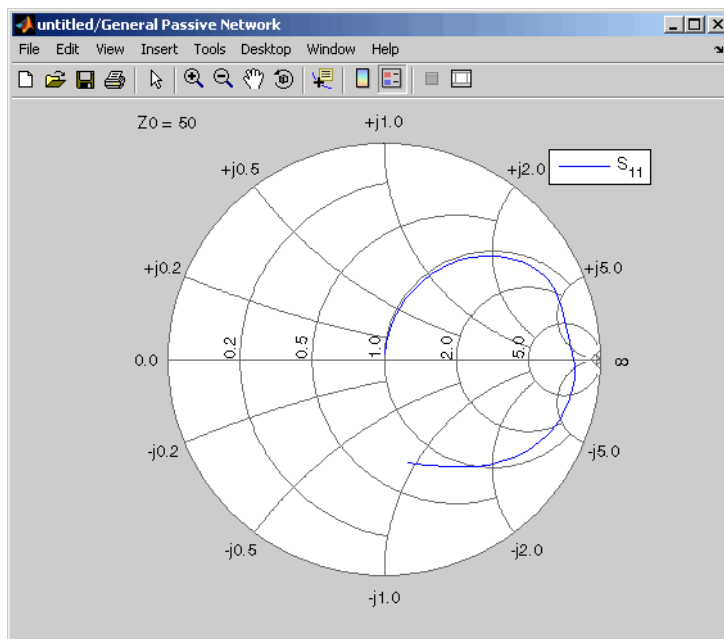 untitled/General Passive Network
File Edit View Insert Tools Desktop Window Help
Z0 = 50
+j1.0
+j0.5
+j2.0
S11
+j0.2
+j5.0
0.0
0.2
0.5
1.0
2.0
5.0
∞
-j0.2
-j5.0
-j0.5
-j2.0
-j1.0